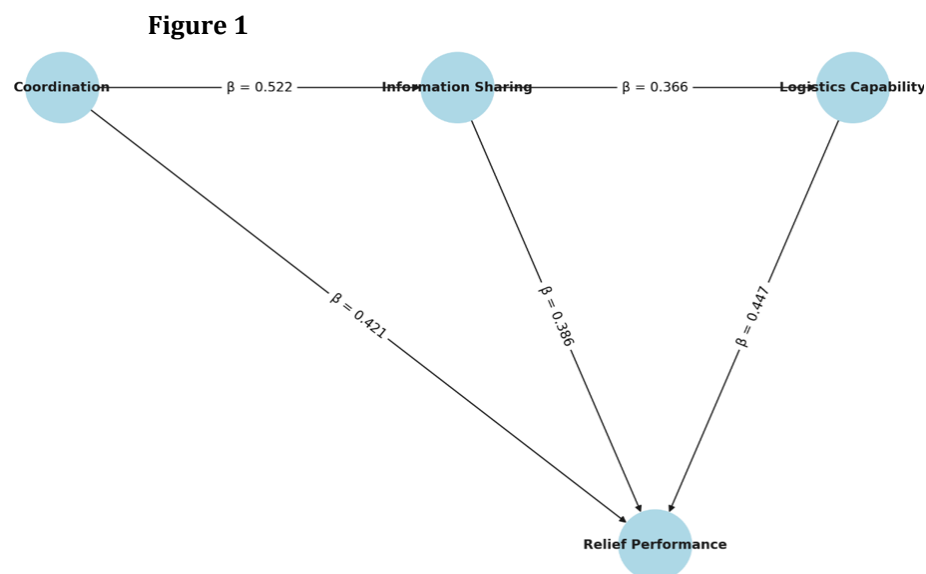 Figure 1
Coordination
β = 0.522
Information Sharing
β = 0.366
Logistics Capability
β = 0.421
β = 0.386
β = 0.447
Relief Performance